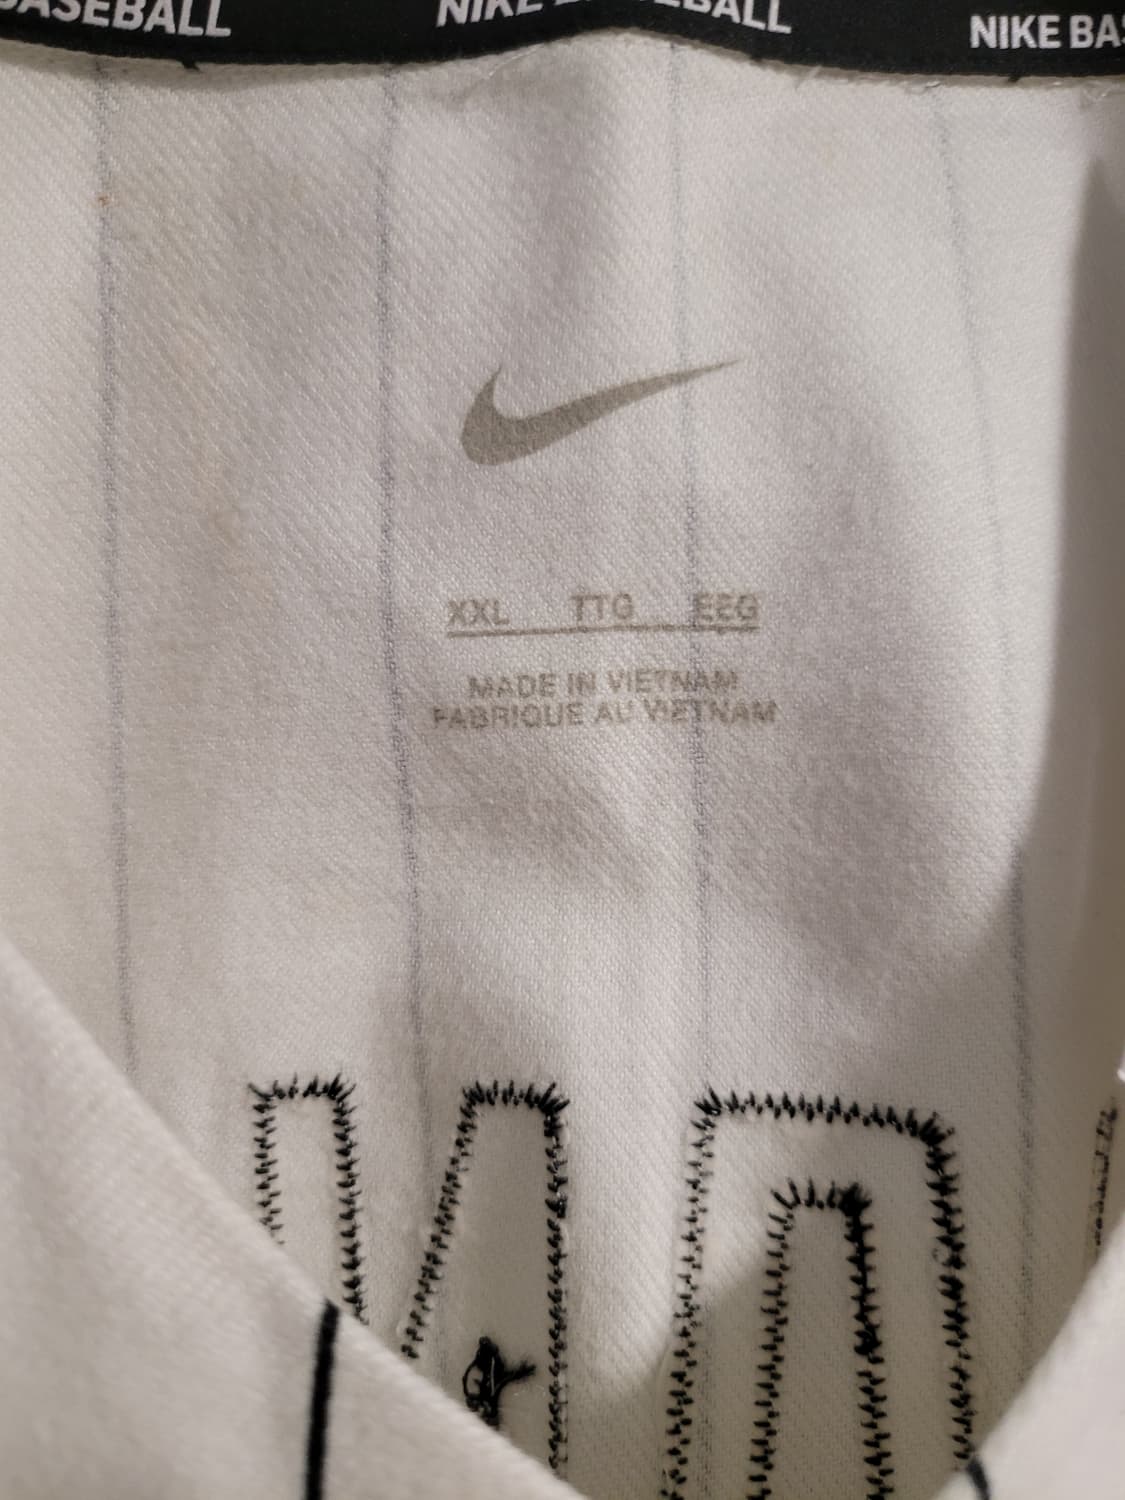 BASEBALL NIKE BASEBALL NIKE BAS
XXL TTG EEG
MADE IN VIETNAM
FABRIQUE AU VIETNAM